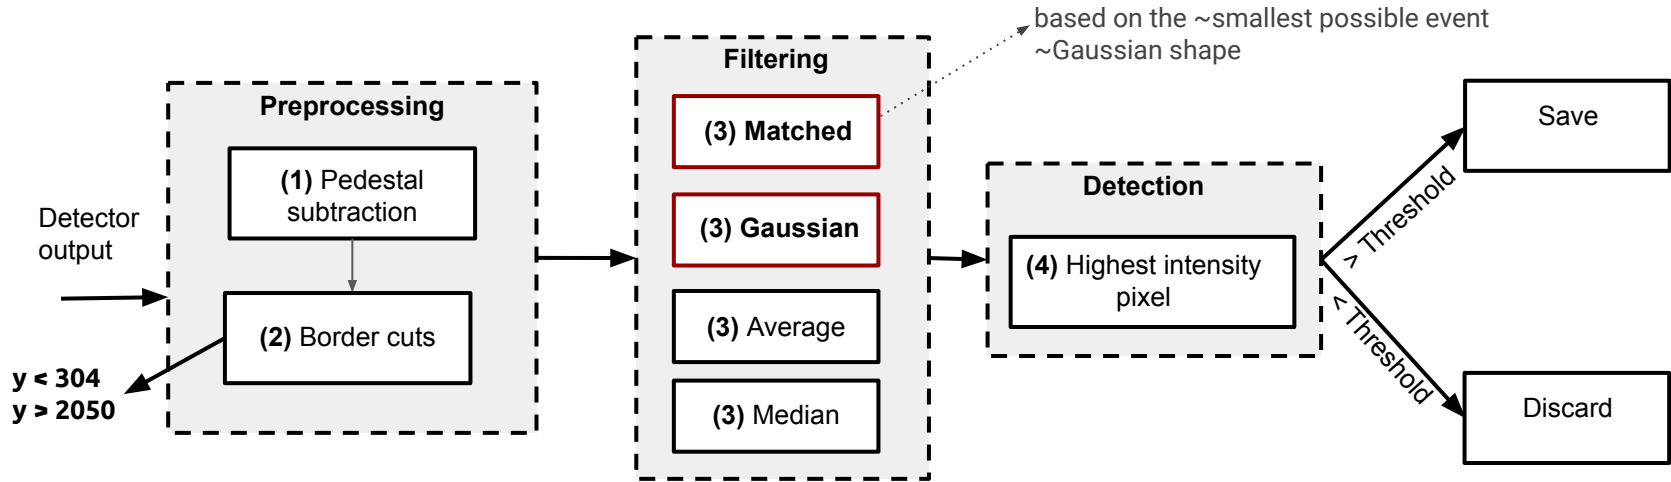 based on the ~smallest possible event
~Gaussian shape
Filtering
Preprocessing
(3) Matched
Save
(1) Pedestal
subtraction
Detection
(3) Gaussian
> Threshold
Detector
output
(4) Highest intensity
pixel
(2) Border cuts
(3) Average
< Threshold
y < 304
y > 2050
(3) Median
Discard